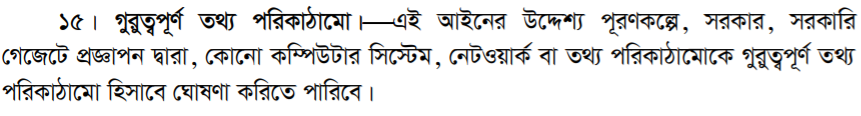 ১৫। গুরুত্বপূর্ণ তথ্য পরিকাঠামো।—এই আইনের উদ্দেশ্য পূরণকল্পে, সরকার, সরকারি
গেজেটে প্রজ্ঞাপন দ্বারা, কোনো কম্পিউটার সিস্টেম, নেটওয়ার্ক বা তথ্য পরিকাঠামোকে গুরুত্বপূর্ণ তথ্য
পরিকাঠামো হিসাবে ঘোষণা করিতে পারিবে।